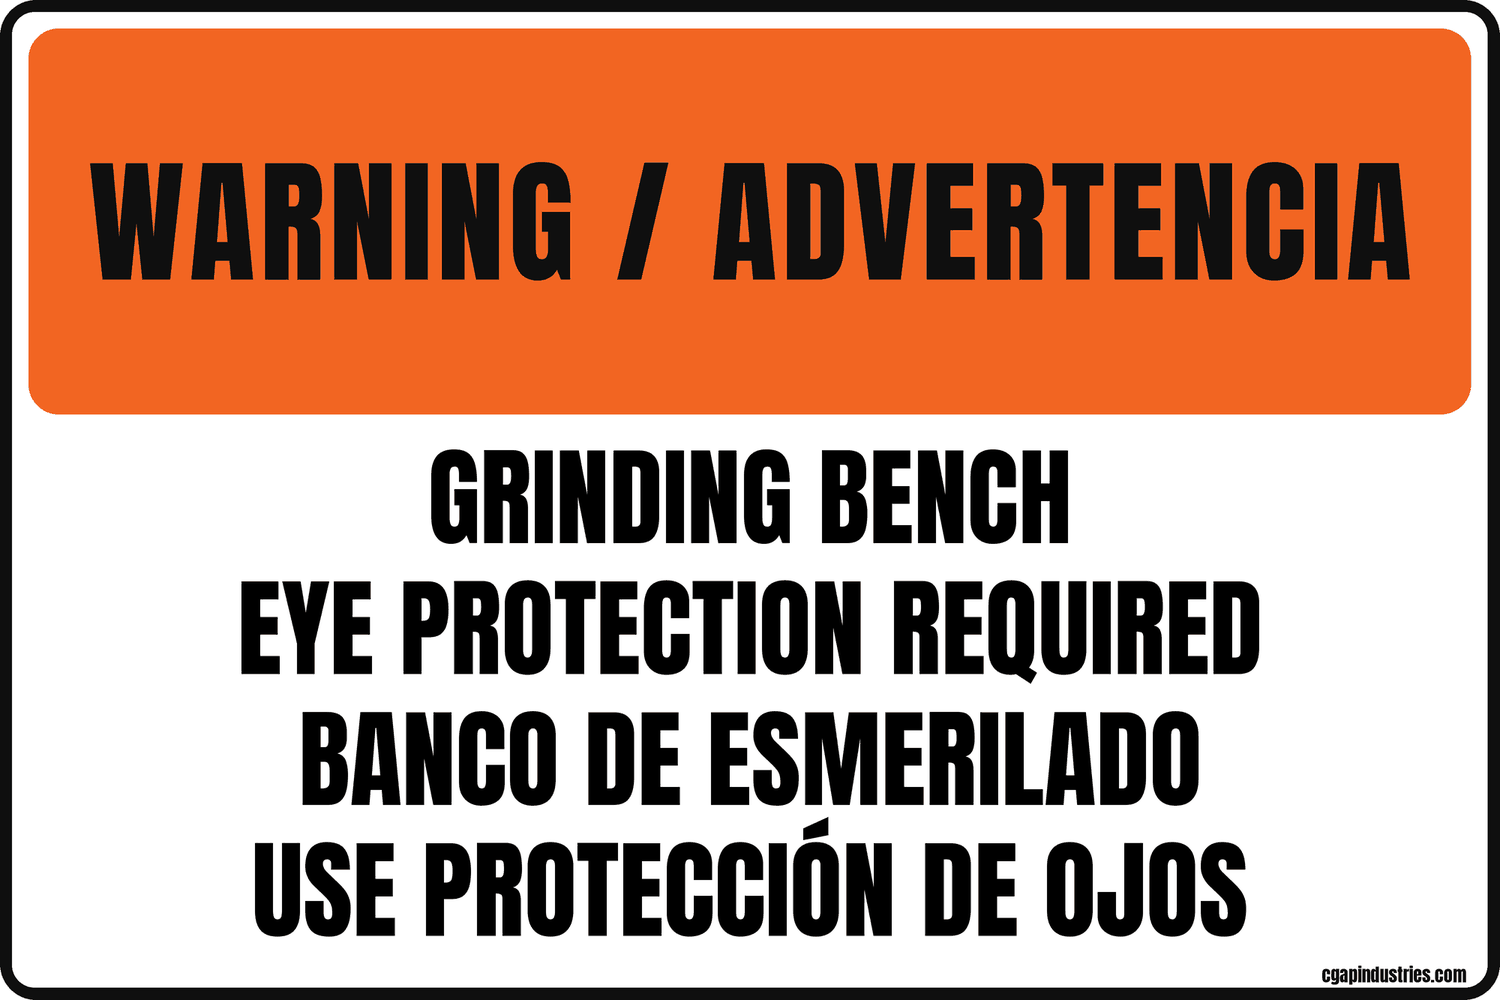 WARNING / ADVERTENCIA
GRINDING BENCH
EYE PROTECTION REQUIRED
BANCO DE ESMERILADO
USE PROTECCIÓN DE OJOS
cgapindustries.com